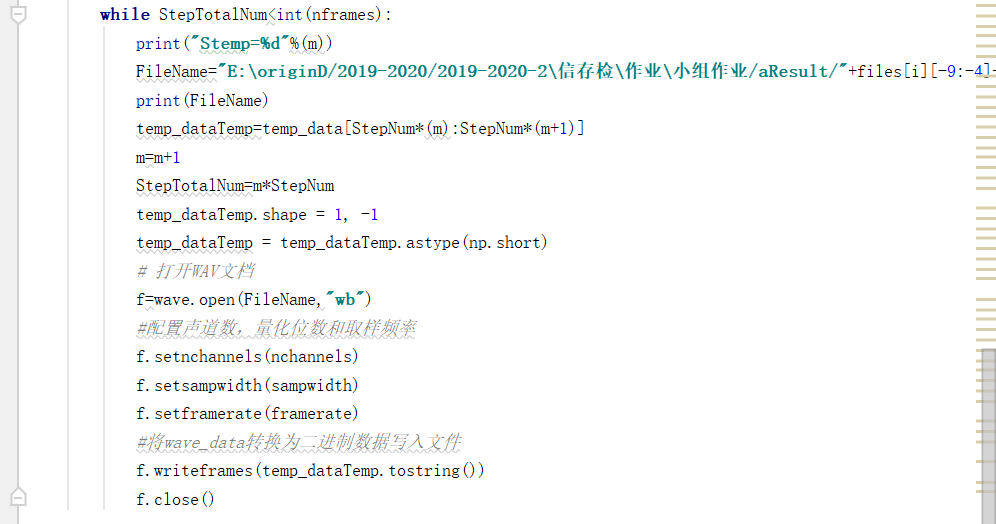 while StepTotalNum<int(nframes):
print("Stemp=%d"%(m))
FileName="E:\originD/2019-2020/2019-2020-2\信存检\作业\小组作业/aResult/"+files[i][-9:-4]
print(FileName)
temp_dataTemp=temp_data[StepNum*(m):StepNum*(m+1)]
m=m+1
StepTotalNum=m*StepNum
temp_dataTemp.shape = 1, -1
temp_dataTemp = temp_dataTemp.astype(np.short)
# 打开WAV文档
f=wave.open(FileName,"wb")
#配置声道数，量化位数和取样频率
f.setnchannels(nchannels)
f.setsampwidth(sampwidth)
f.setframerate(framerate)
#将wave_data转换为二进制数据写入文件
f.writeframes(temp_dataTemp.tostring())
f.close()